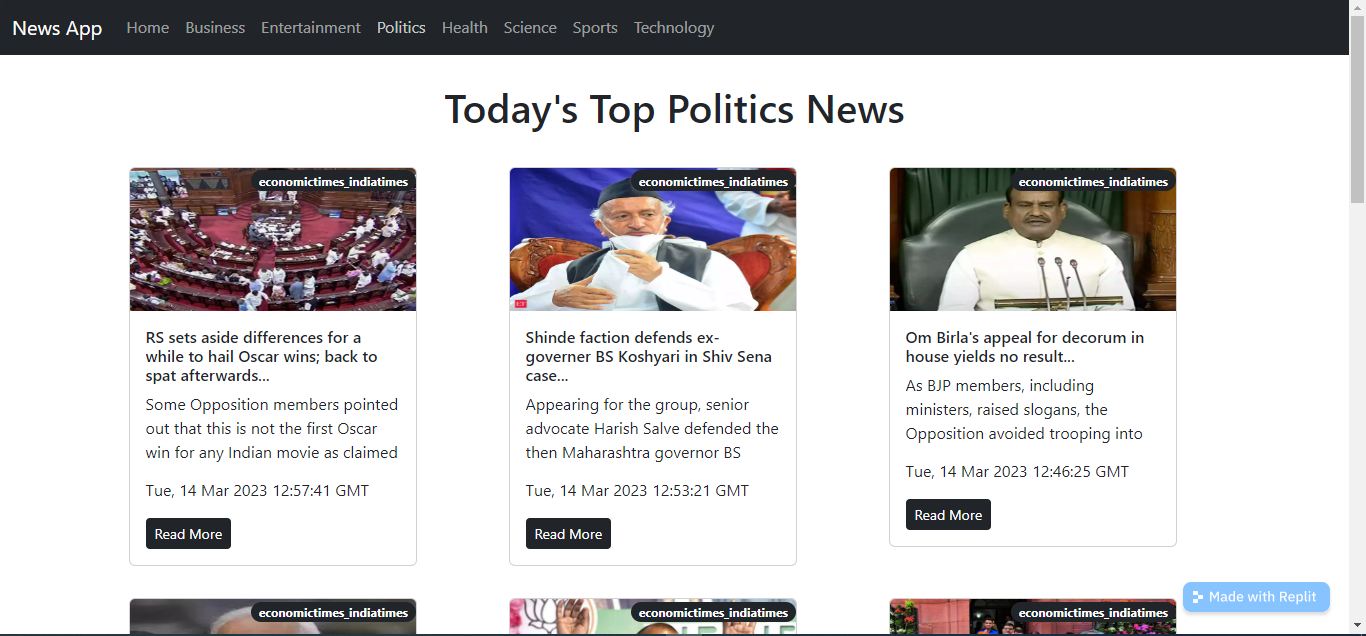 News App Home Business Entertainment Politics Health Science Sports Technology
Today's Top Politics News
economictimes_indiatimes
RS sets aside differences for a
while to hail Oscar wins; back to
spat afterwards...
Some Opposition members pointed
out that this is not the first Oscar
win for any Indian movie as claimed
Tue, 14 Mar 2023 12:57:41 GMT
Read More
economictimes_indiatimes
ET
Shinde faction defends ex-
governer BS Koshyari in Shiv Sena
case...
Appearing for the group, senior
advocate Harish Salve defended the
then Maharashtra governor BS
Tue, 14 Mar 2023 12:53:21 GMT
Read More
economictimes_indiatimes
Om Birla's appeal for decorum in
house yields no result...
As BJP members, including
ministers, raised slogans, the
Opposition avoided trooping into
Tue, 14 Mar 2023 12:46:25 GMT
Read More
economictimes_indiatimes
economictimes_indiatimes
economictimes_indiatimes
Made with Replit